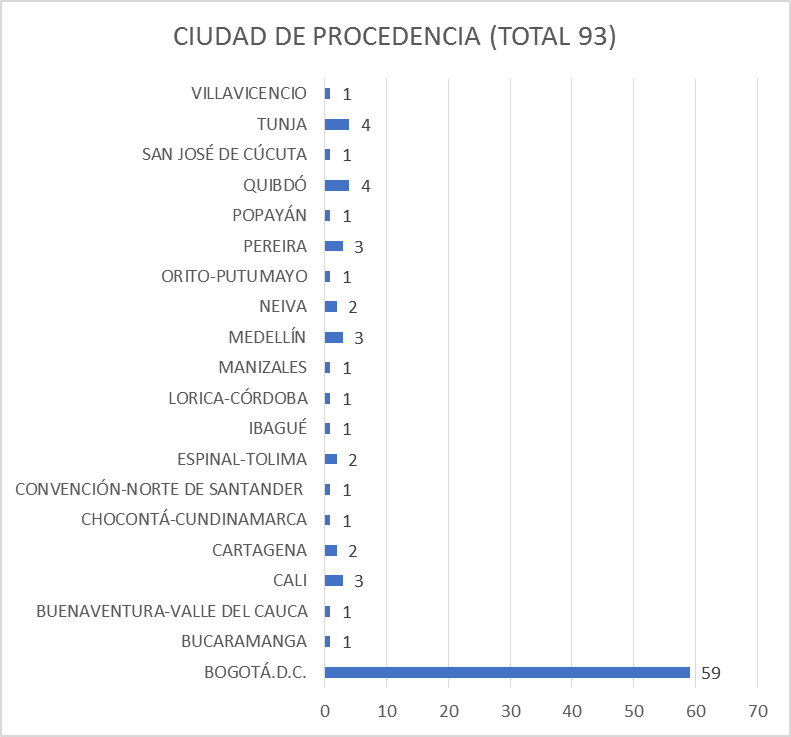 CIUDAD DE PROCEDENCIA (TOTAL 93)
VILLAVICENCIO 1
TUNJA 4
SAN JOSÉ DE CÚCUTA 1
QUIBDÓ 4
POPAYÁN 1
PEREIRA 3
ORITO-PUTUMAYO 1
NEIVA 2
MEDELLÍN 3
MANIZALES 1
LORICA-CÓRDOBA 1
IBAGUÉ 1
ESPINAL-TOLIMA 2
CONVENCIÓN-NORTE DE SANTANDER 1
CHOCONTÁ-CUNDINAMARCA 1
CARTAGENA 2
CALI 3
BUENAVENTURA-VALLE DEL CAUCA 1
BUCARAMANGA 1
BOGOTÁ.D.C. 59
0 10 20 30 40 50 60 70